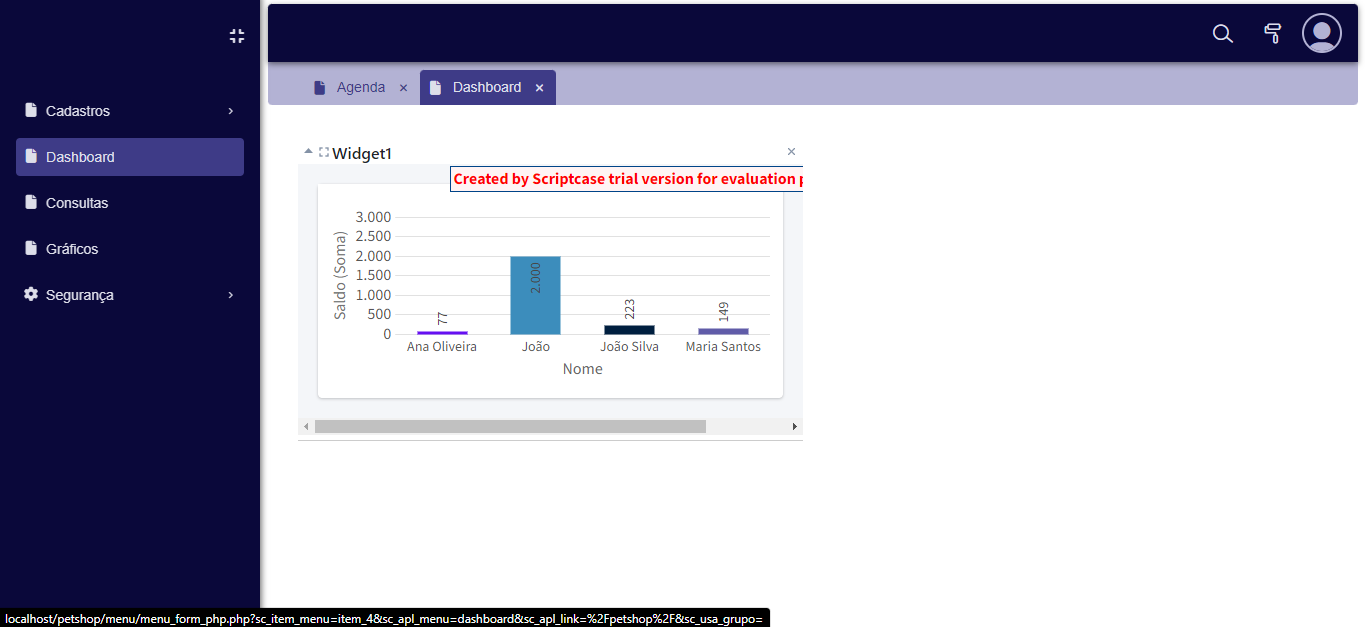 Agenda
Dashboard
Cadastros
Dashboard
Consultas
Gráficos
Segurança
Widget1
Created by Scriptcase trial version for evaluation p
3.000
2.500
2.000
1.500
1.000
500
0
Saldo (Soma)
77
2.000
223
149
Ana Oliveira
João
João Silva
Maria Santos
Nome
localhost/petshop/menu/menu_form_php.php?sc_item_menu=item_4&sc_apl_menu=dashboard&sc_apl_link=%2Fpetshop%2F&sc_usa_grupo=